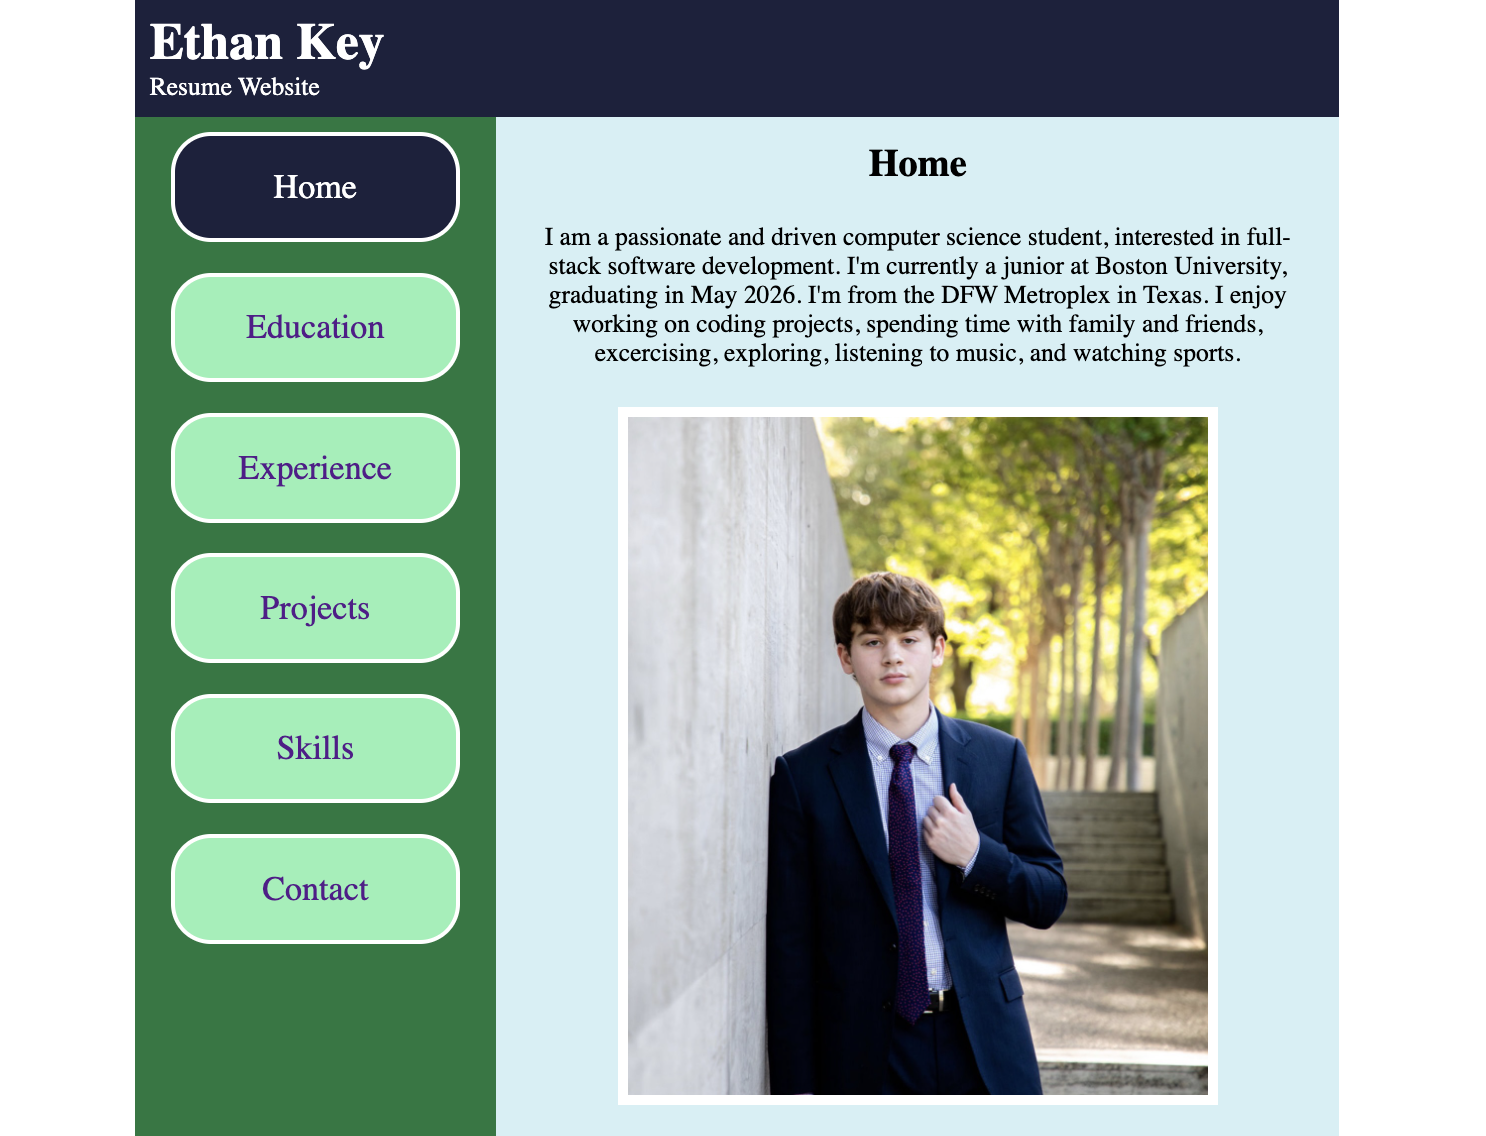 Ethan Key
Resume Website
Home
Education
Experience
Projects
Skills
Contact
Home
I am a passionate and driven computer science student, interested in full-
stack software development. I'm currently a junior at Boston University,
graduating in May 2026. I'm from the DFW Metroplex in Texas. I enjoy
working on coding projects, spending time with family and friends,
excercising, exploring, listening to music, and watching sports.